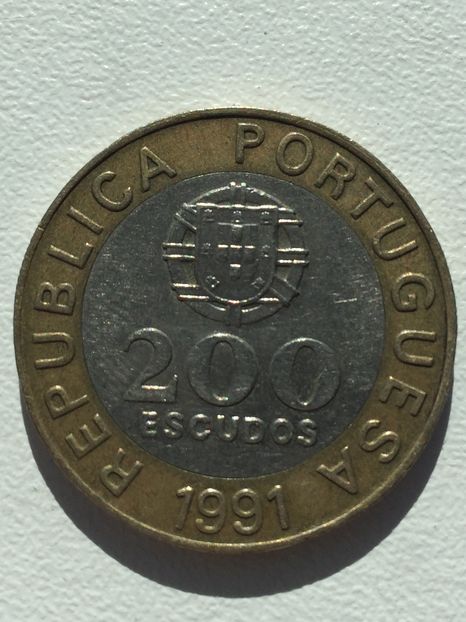 REPUBLICA PORTUGUESA
200
ESCUDOS
1991